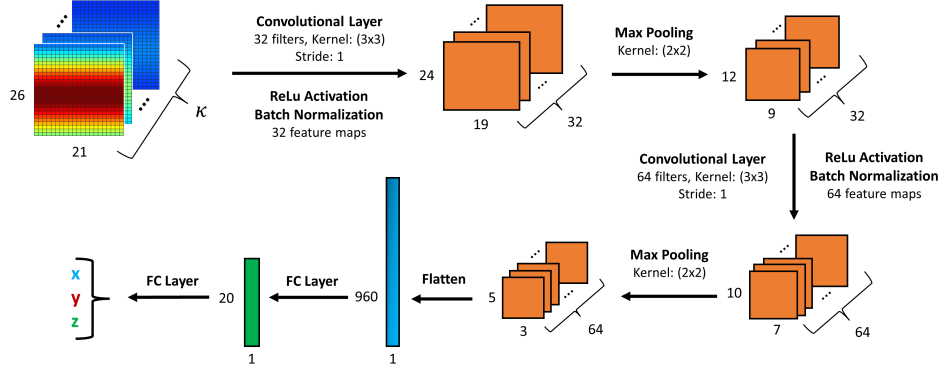 26
21
κ
Convolutional Layer
32 filters, Kernel: (3x3)
Stride: 1
ReLu Activation
Batch Normalization
32 feature maps
24
19
32
Max Pooling
Kernel: (2x2)
12
9
32
Convolutional Layer
64 filters, Kernel: (3x3)
Stride: 1
ReLu Activation
Batch Normalization
64 feature maps
10
7
64
Max Pooling
Kernel: (2x2)
5
3
64
Flatten
960
1
FC Layer
20
1
FC Layer
x
y
z